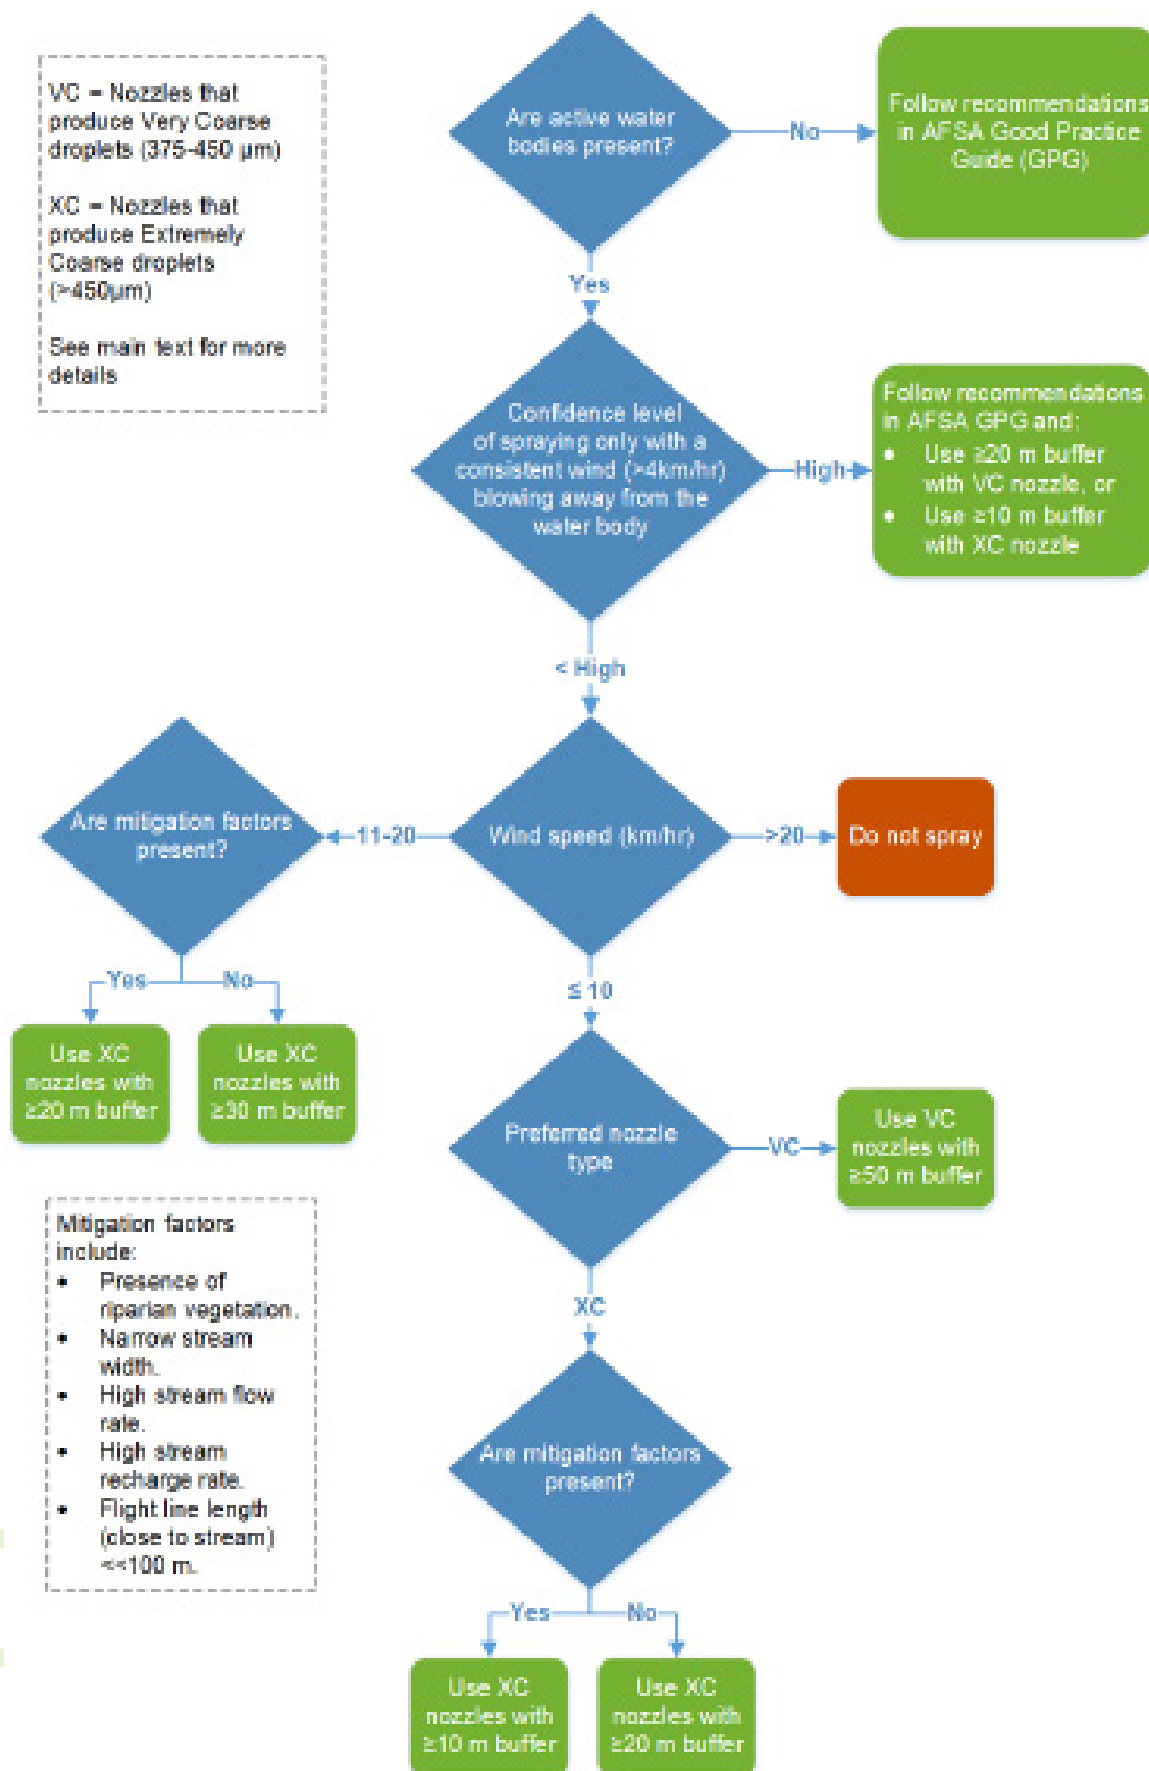 VC = Nozzles that
produce Very Coarse
droplets (375-450 µm)
XC = Nozzles that
produce Extremely
Coarse droplets
(>450µm)
See main text for more
details
Are active water
bodies present?
No
Follow recommendations
in AFSA Good Practice
Guide (GPG)
Yes
Confidence level
of spraying only with a
consistent wind (>4km/hr)
blowing away from the
water body
High
Follow recommendations
in AFSA GPG and:
• Use ≥20 m buffer
with VC nozzle, or
• Use ≥10 m buffer
with XC nozzle
< High
Are mitigation factors
present?
11-20
Wind speed (km/hr)
>20
Do not spray
Yes
No
≤ 10
Use XC
nozzles with
≥20 m buffer
Use XC
nozzles with
≥30 m buffer
Preferred nozzle
type
VC
Use VC
nozzles with
≥50 m buffer
Mitigation factors
include:
• Presence of
riparian vegetation.
• Narrow stream
width.
• High stream flow
rate.
• High stream
recharge rate.
• Flight line length
(close to stream)
<<100 m.
XC
Are mitigation factors
present?
Yes
No
Use XC
nozzles with
≥10 m buffer
Use XC
nozzles with
≥20 m buffer